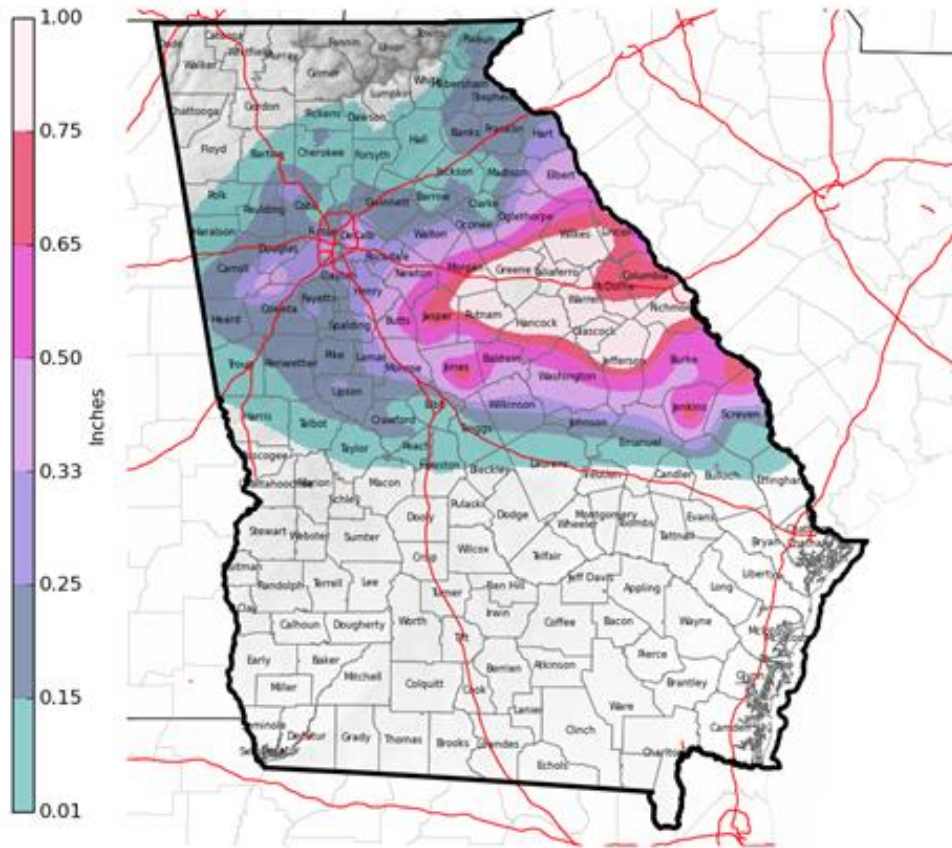 1.00
0.75
0.65
0.50
0.33
0.25
0.15
0.01
Inches
Catoosa
Whitfield
Murray
Fannin
Union
Towns
Rabun
Walker
Gilmer
White
Habersham
Lumpkin
Stephens
Chattooga
Gordon
Pickens
Dawson
Hall
Banks
Franklin
Hart
Floyd
Bartow
Cherokee
Forsyth
Jackson
Madison
Elbert
Polk
Paulding
Cobb
Gwinnett
Barrow
Clarke
Oglethorpe
Haralson
Fulton
DeKalb
Walton
Oconee
Wilkes
Lincoln
Douglas
Rockdale
Carroll
Clayton
Newton
Morgan
Greene
Taliaferro
Columbia
McDuffie
Henry
Fayette
Coweta
Heard
Spalding
Butts
Jasper
Putnam
Hancock
Warren
Glascock
Richmond
Troup
Meriwether
Pike
Lamar
Monroe
Jones
Baldwin
Washington
Jefferson
Burke
Upson
Bibb
Wilkinson
Jenkins
Screven
Harris
Talbot
Crawford
Twiggs
Johnson
Emanuel
Taylor
Peach
Houston
Bleckley
Laurens
Treutlen
Candler
Bulloch
Effingham
Marion
Macon
Schley
Pulaski
Dooly
Dodge
Montgomery
Wheeler
Toombs
Evans
Tattnall
Bryan
Stewart
Webster
Sumter
Crisp
Wilcox
Telfair
Liberty
Randolph
Terrell
Lee
Turner
Ben Hill
Jeff Davis
Appling
Long
Clay
Irwin
Calhoun
Dougherty
Worth
Tift
Coffee
Bacon
Wayne
Early
Baker
Mitchell
Berrien
Atkinson
Pierce
Miller
Colquitt
Cook
Brantley
Glynn
Lanier
Ware
Clinch
Camden
Decatur
Grady
Thomas
Brooks
Lowndes
Echols
Charlton